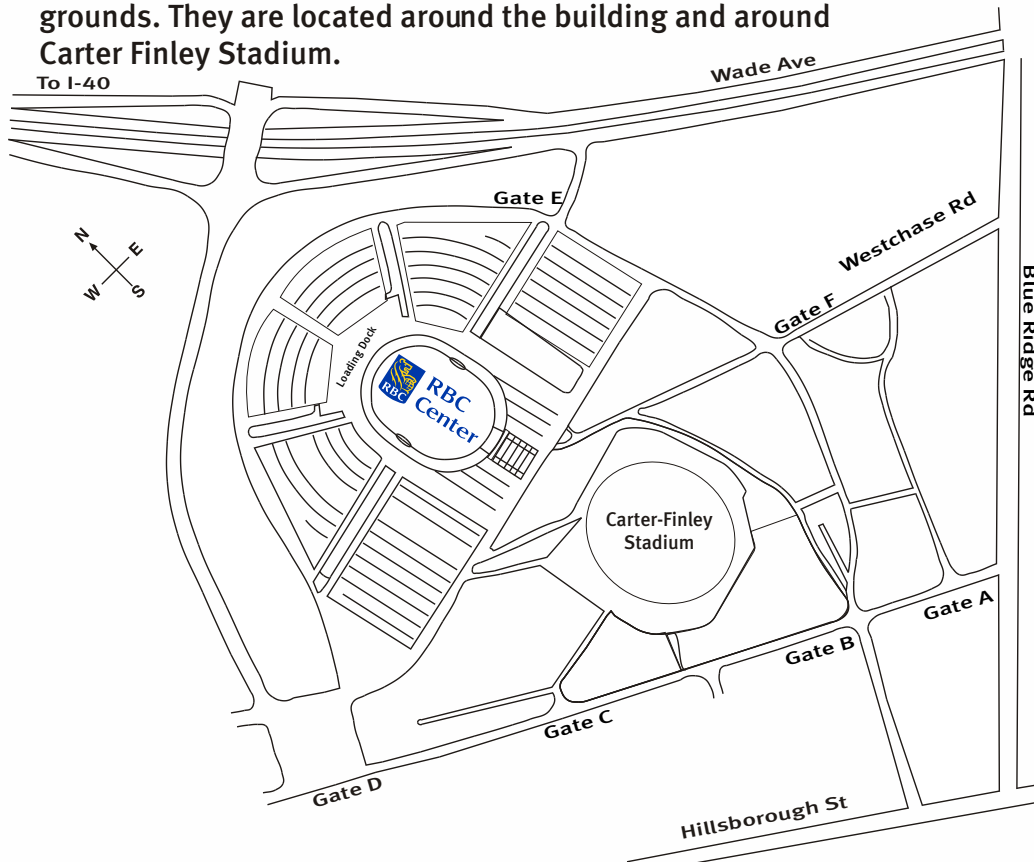 grounds. They are located around the building and around
Carter Finley Stadium.
To I-40
Wade Ave
Gate E
N
E
W
S
Westchase Rd
Gate F
Blue Ridge Rd
Loading Dock
RBC
RBC
Center
Carter-Finley
Stadium
Gate A
Gate B
Gate C
Gate D
Hillsborough St